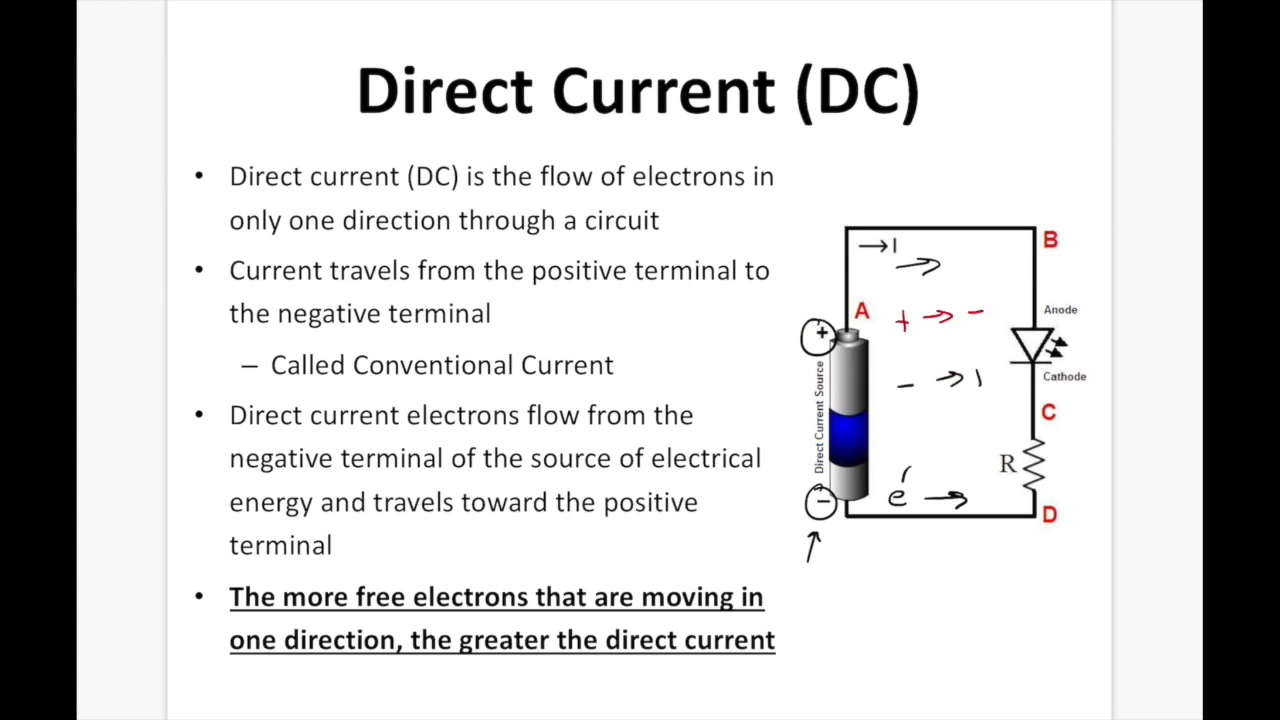 Direct Current (DC)
• Direct current (DC) is the flow of electrons in
only one direction through a circuit
• Current travels from the positive terminal to
the negative terminal
– Called Conventional Current
• Direct current electrons flow from the
negative terminal of the source of electrical
energy and travels toward the positive
terminal
• The more free electrons that are moving in
one direction, the greater the direct current
→I
B
A
+ → -
+
Anode
Cathode
Direct Current Source
C
R
e →
−
D